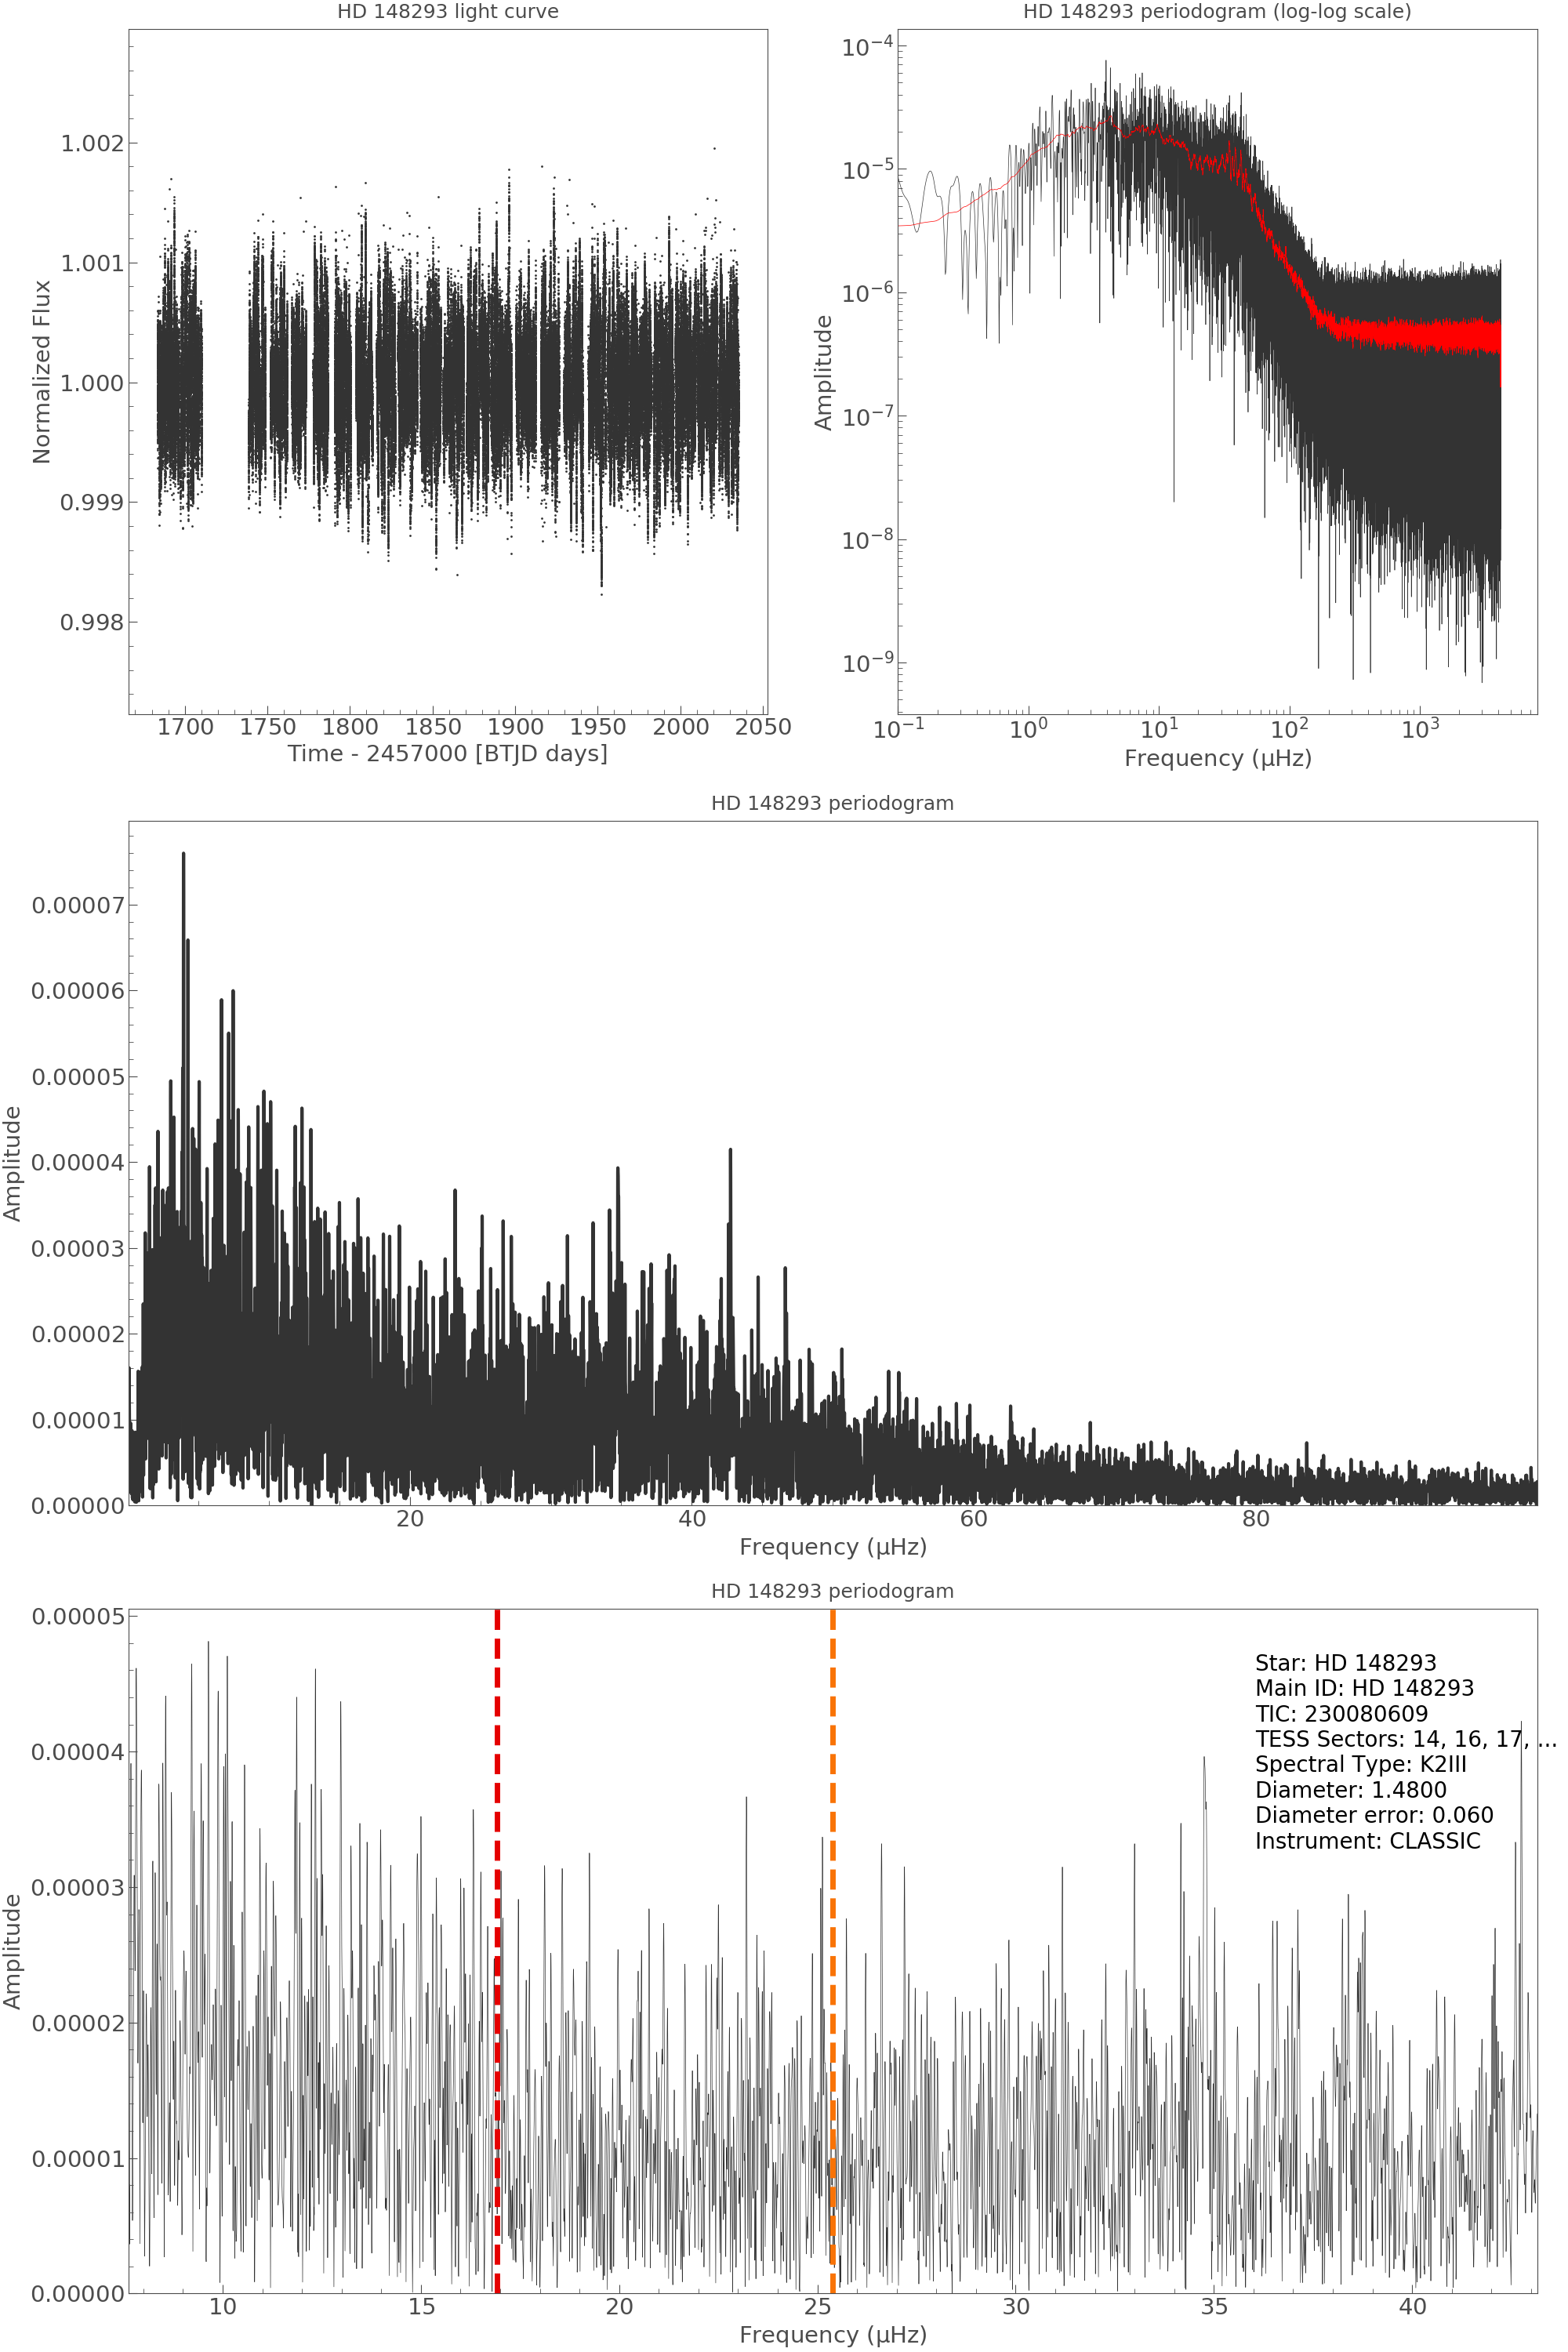 HD 148293 light curve
1.002
1.001
1.000
0.999
0.998
Normalized Flux
1700 1750 1800 1850 1900 1950 2000 2050
Time - 2457000 [BTJD days]
HD 148293 periodogram (log-log scale)
10⁻⁴
10⁻⁵
10⁻⁶
10⁻⁷
10⁻⁸
10⁻⁹
Amplitude
10⁻¹ 10⁰ 10¹ 10² 10³
Frequency (µHz)
HD 148293 periodogram
0.00007
0.00006
0.00005
0.00004
0.00003
0.00002
0.00001
0.00000
Amplitude
20 40 60 80
Frequency (µHz)
HD 148293 periodogram
0.00005
0.00004
0.00003
0.00002
0.00001
0.00000
Amplitude
Star: HD 148293
Main ID: HD 148293
TIC: 230080609
TESS Sectors: 14, 16, 17, ...
Spectral Type: K2III
Diameter: 1.4800
Diameter error: 0.060
Instrument: CLASSIC
10 15 20 25 30 35 40
Frequency (µHz)